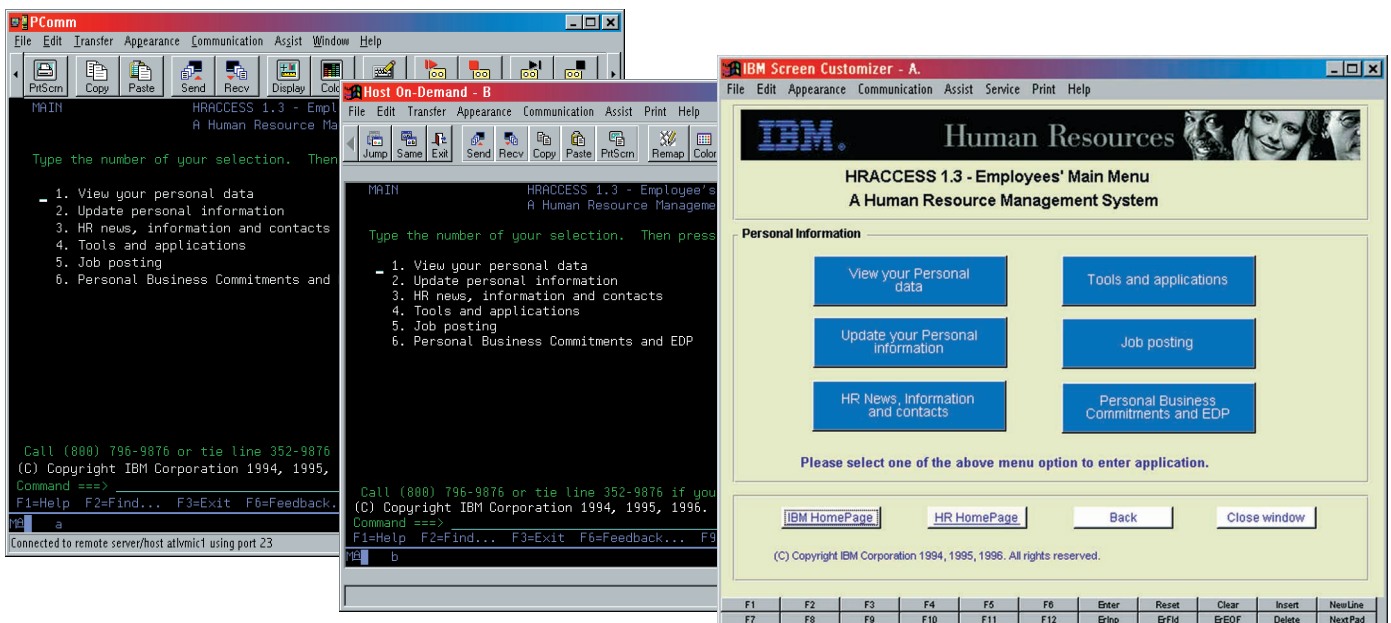 PComm
File Edit Transfer Appearance Communication Assist Window Help
PrtScrn Copy Paste Send Recv Display
MAIN HRACCESS 1.3 - Empl
A Human Resource Ma
Type the number of your selection. Then
1. View your personal data
2. Update personal information
3. HR news, information and contacts
4. Tools and applications
5. Job posting
6. Personal Business Commitments and
Call (800) 796-9876 or tie line 352-9876
(C) Copyright IBM Corporation 1994, 1995,
Command ===>
F1=Help F2=Find... F3=Exit F6=Feedback.
MA a
Connected to remote server/host atlvmic1 using port 23
Host On-Demand - B
File Edit Transfer Appearance Communication Assist Print Help
Jump Same Exit Send Recv Copy Paste PrtScrn Remap Color
MAIN HRACCESS 1.3 - Employee's
A Human Resource Manageme
Type the number of your selection. Then press
1. View your personal data
2. Update personal information
3. HR news, information and contacts
4. Tools and applications
5. Job posting
6. Personal Business Commitments and EDP
Call (800) 796-9876 or tie line 352-9876 if you
(C) Copyright IBM Corporation 1994, 1995, 1996.
Command ===>
F1=Help F2=Find... F3=Exit F6=Feedback... F9
MA b
IBM Screen Customizer - A.
File Edit Appearance Communication Assist Service Print Help
IBM. Human Resources
HRACCESS 1.3 - Employees' Main Menu
A Human Resource Management System
Personal Information
View your Personal
data
Tools and applications
Update your Personal
information
Job posting
HR News, Information
and contacts
Personal Business
Commitments and EDP
Please select one of the above menu option to enter application.
IBM HomePage HR HomePage Back Close window
(C) Copyright IBM Corporation 1994, 1995, 1996. All rights reserved.
F1 F2 F3 F4 F5 F6 Enter Reset Clear Insert NewLine
F7 F8 F9 F10 F11 F12 ErInp ErFld ErEOF Delete NextPad